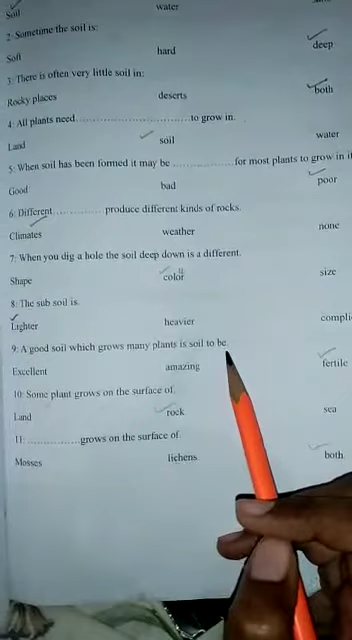 Soil water
2: Sometime the soil is:
Soft hard deep
3: There is often very little soil in:
Rocky places deserts both
4: All plants need..............................to grow in.
Land soil water
5: When soil has been formed it may be ................for most plants to grow in it
Good bad poor
6: Different............. produce different kinds of rocks.
Climates weather none
7: When you dig a hole the soil deep down is a different.
Shape color size
8: The sub soil is.
Lighter heavier
9: A good soil which grows many plants is soil to be.
Excellent amazing fertile
10: Some plant grows on the surface of.
Land rock sea
11: ..............grows on the surface of
Mosses lichens both